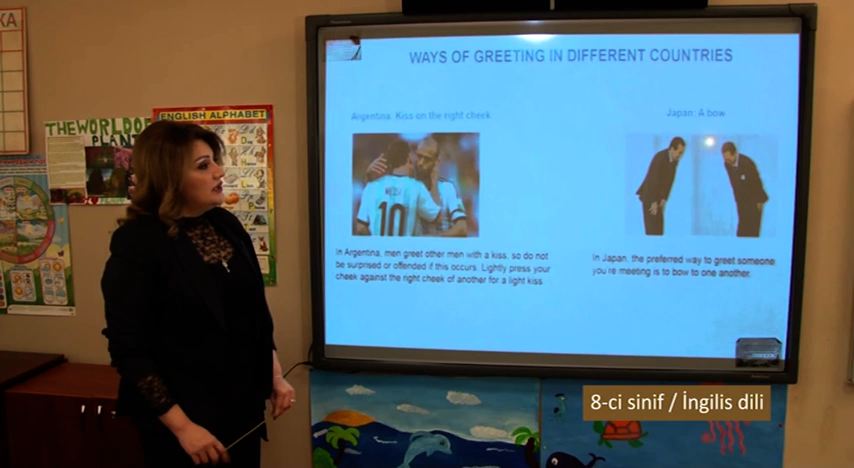 KA
THE WORLD OF
PLANT
ENGLISH ALPHABET
WAYS OF GREETING IN DIFFERENT COUNTRIES
Argentina: Kiss on the right cheek
10
In Argentina, men greet other men with a kiss, so do not
be surprised or offended if this occurs. Lightly press your
cheek against the right cheek of another for a light kiss
Japan: A bow
In Japan, the preferred way to greet someone
you're meeting is to bow to one another.
8-ci sinif / İngilis dili